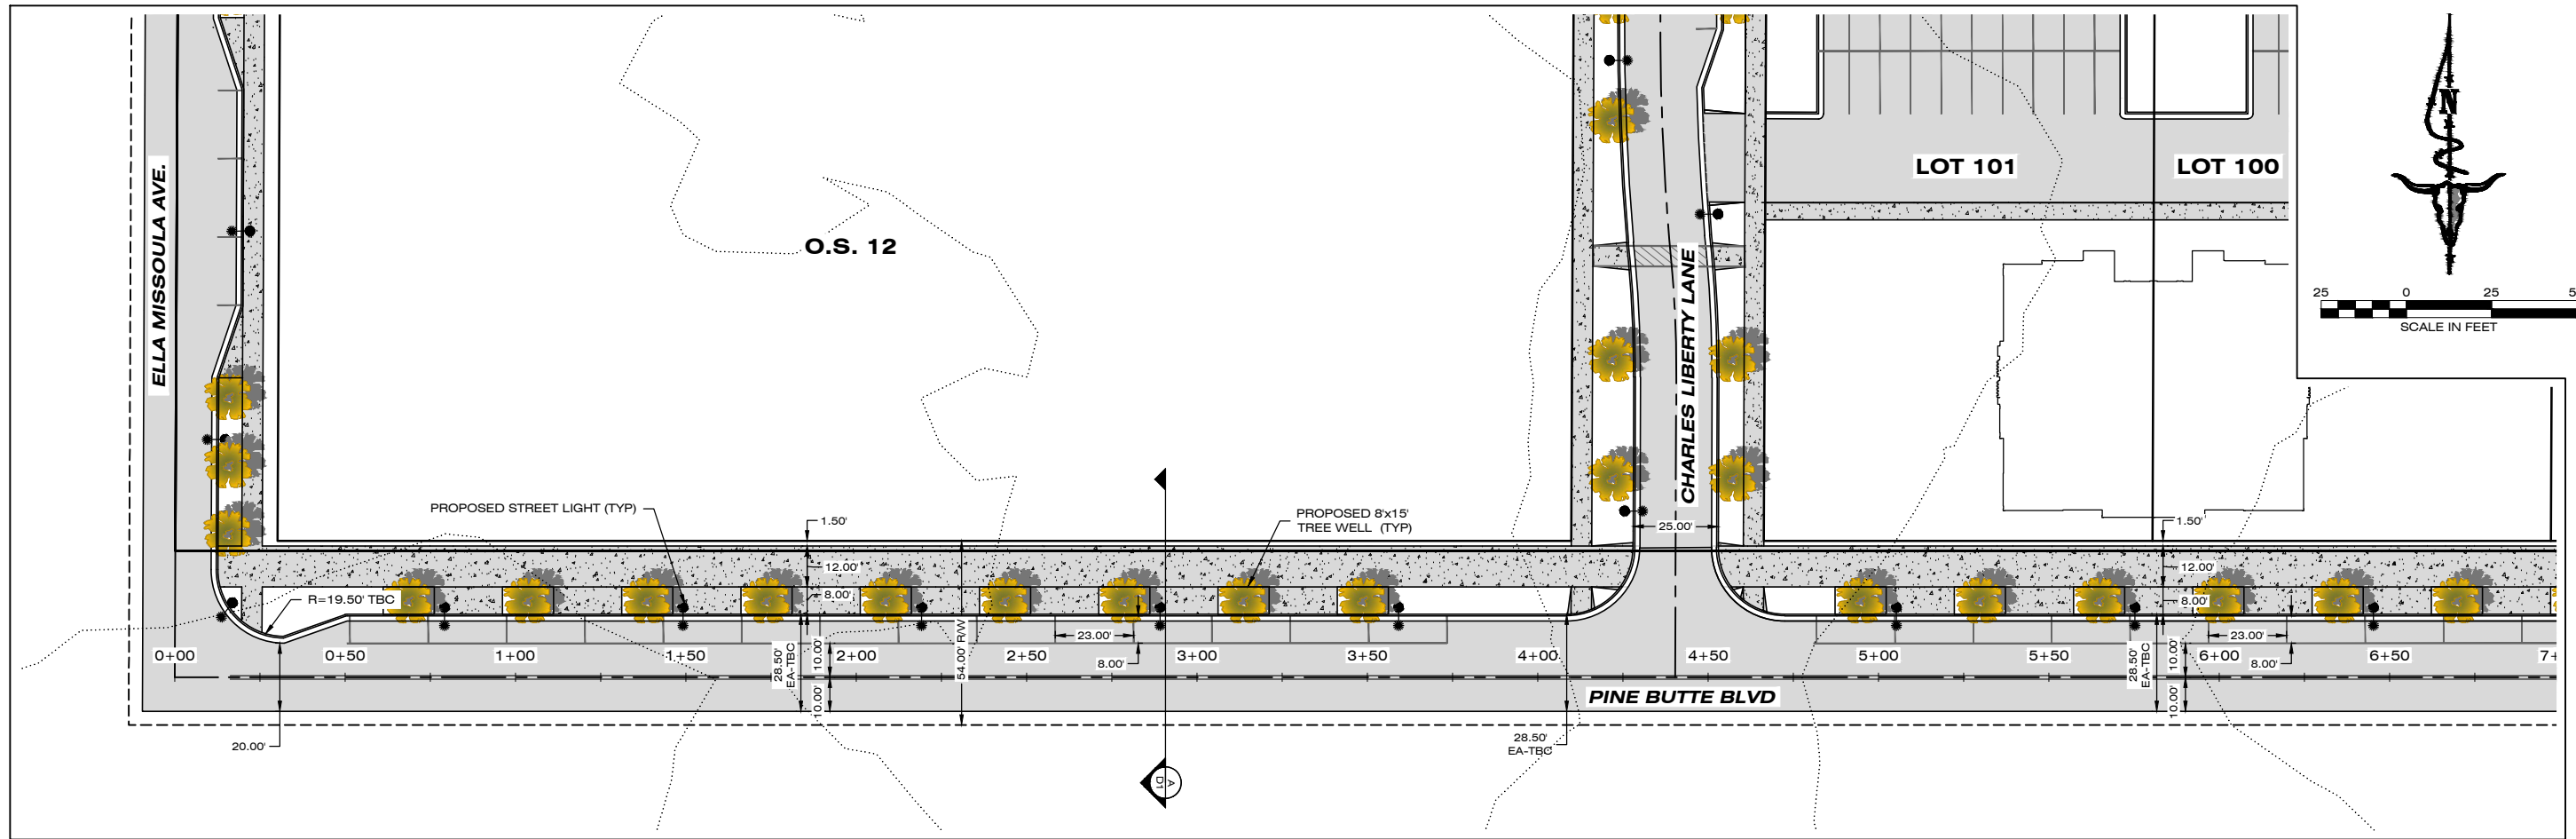 N
25 0 25 5
SCALE IN FEET
LOT 101
LOT 100
O.S. 12
ELLA MISSOULA AVE.
CHARLES LIBERTY LANE
PROPOSED STREET LIGHT (TYP)
PROPOSED 8'x15'
TREE WELL (TYP)
1.50'
12.00'
8.00'
25.00'
1.50'
12.00'
8.00'
R=19.50' TBC
23.00'
8.00'
23.00'
8.00'
0+00
0+50
1+00
1+50
2+00
2+50
3+00
3+50
4+00
4+50
5+00
5+50
6+00
6+50
7+
28.50'
EA-TBC
10.00'
10.00'
54.00' R/W
28.50'
EA-TBC
10.00'
10.00'
PINE BUTTE BLVD
20.00'
28.50'
EA-TBC
A
D1